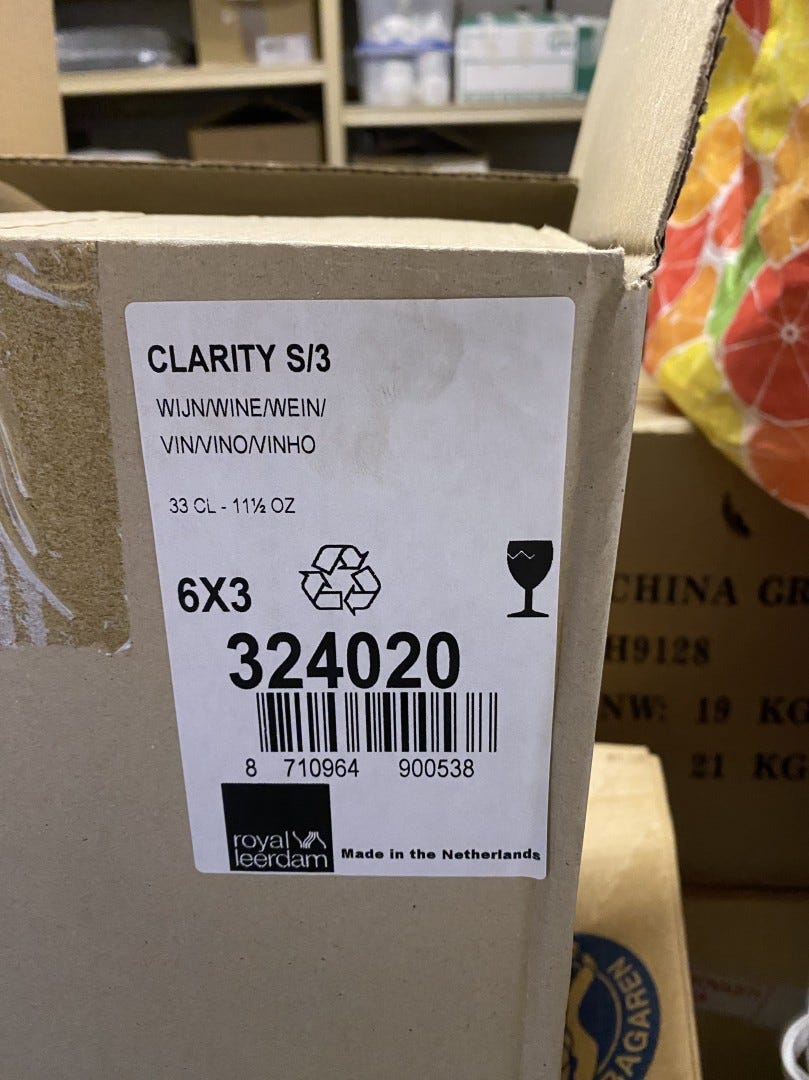 CLARITY S/3
WIJN/WINE/WEIN/
VIN/VINO/VINHO
33 CL - 11½ OZ
6X3
324020
8 710964 900538
royal
leerdam
Made in the Netherlands
CHINA GR
H9128
NW: 19 KG
21 KG
AGAREN